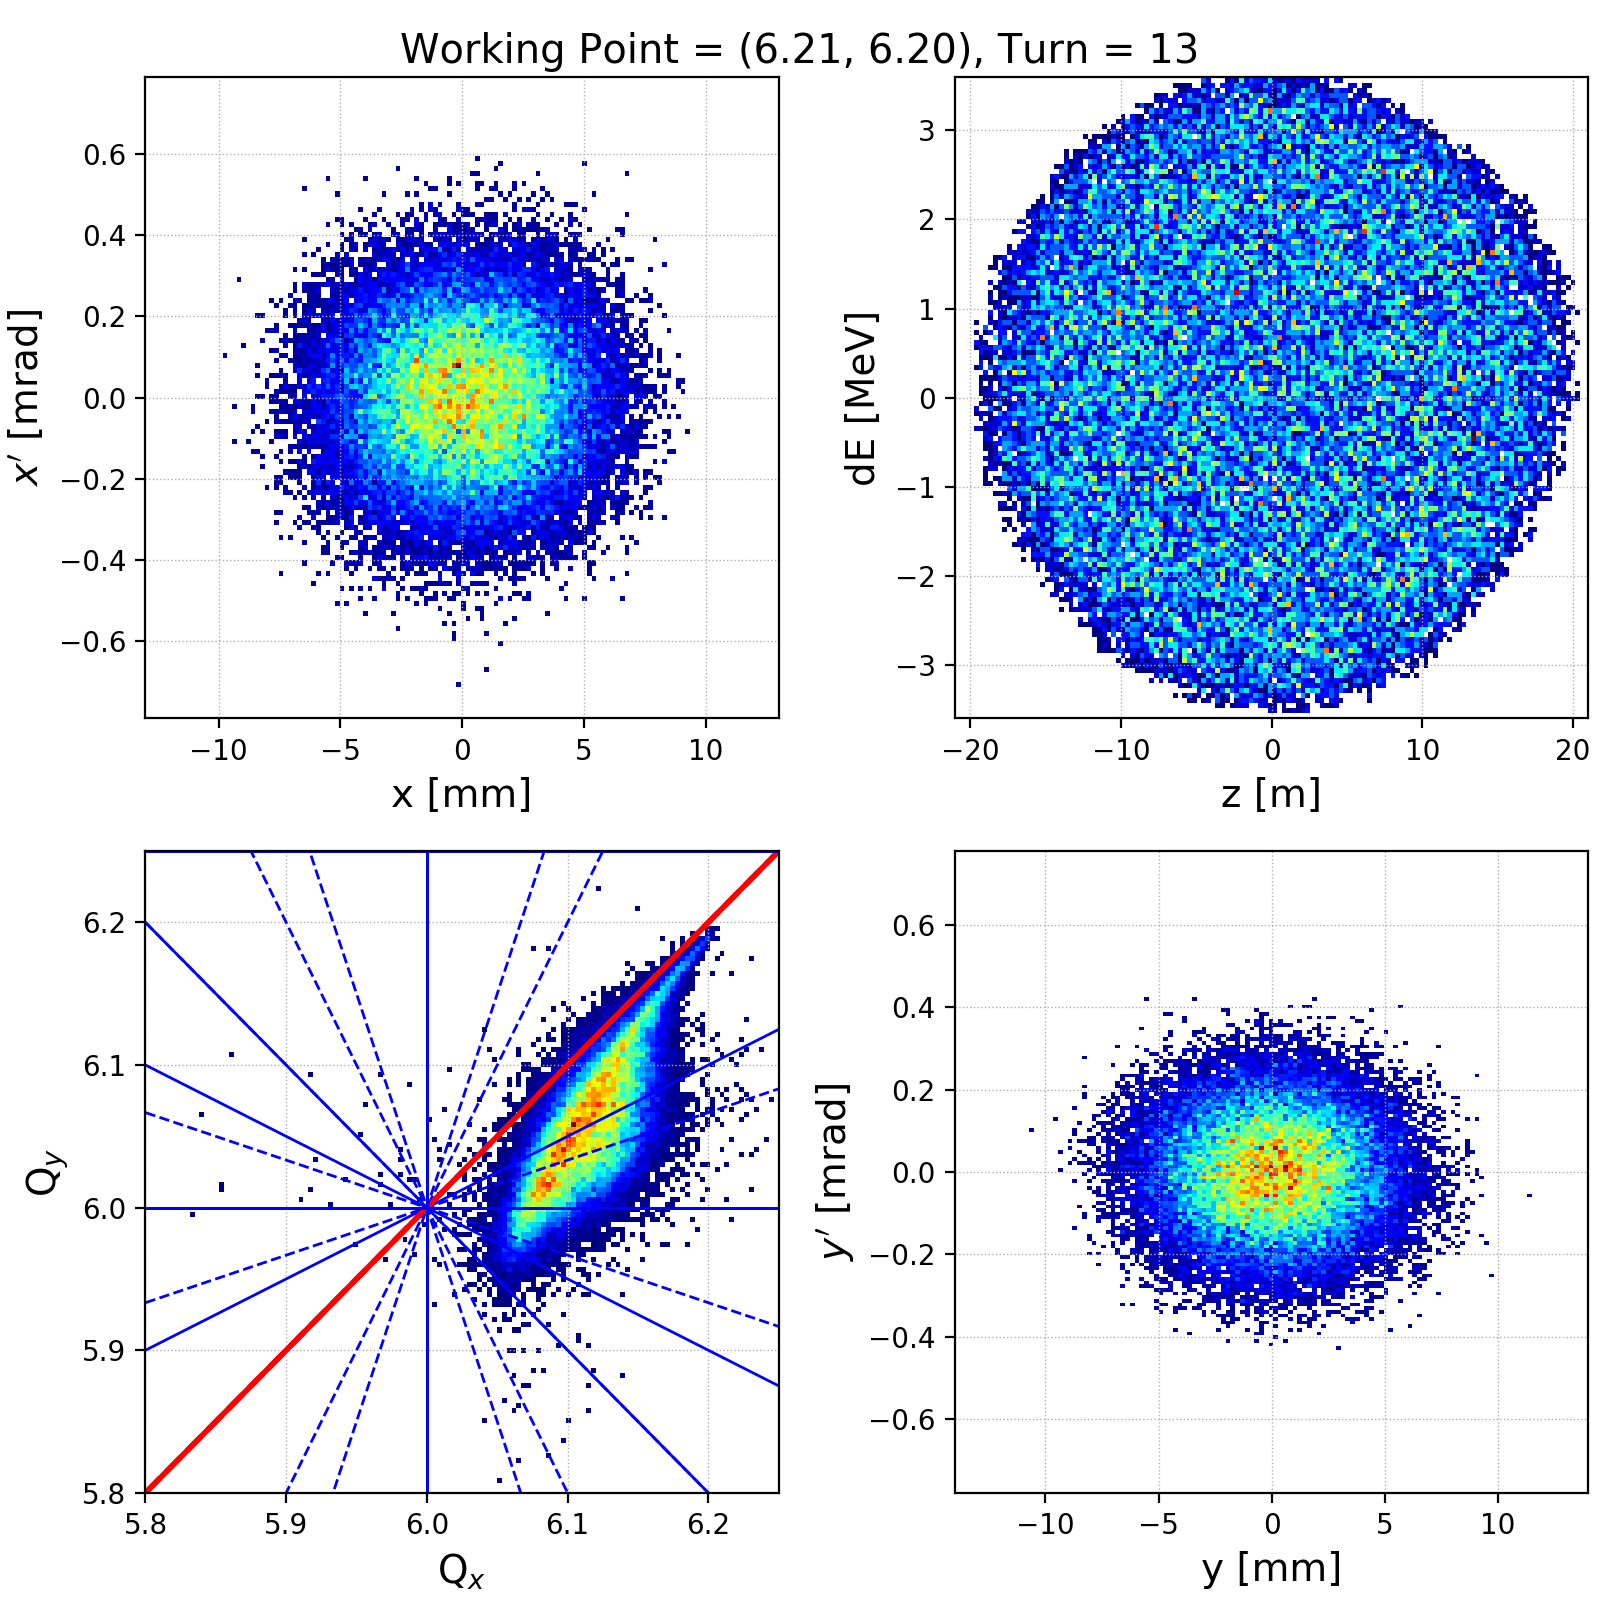 Working Point = (6.21, 6.20), Turn = 13
0.6
0.4
0.2
0.0
−0.2
−0.4
−0.6
x′ [mrad]
−10 −5 0 5 10
x [mm]
3
2
1
0
−1
−2
−3
dE [MeV]
−20 −10 0 10 20
z [m]
6.2
6.1
6.0
5.9
5.8
Qy
5.8 5.9 6.0 6.1 6.2
Qx
0.6
0.4
0.2
0.0
−0.2
−0.4
−0.6
y′ [mrad]
−10 −5 0 5 10
y [mm]